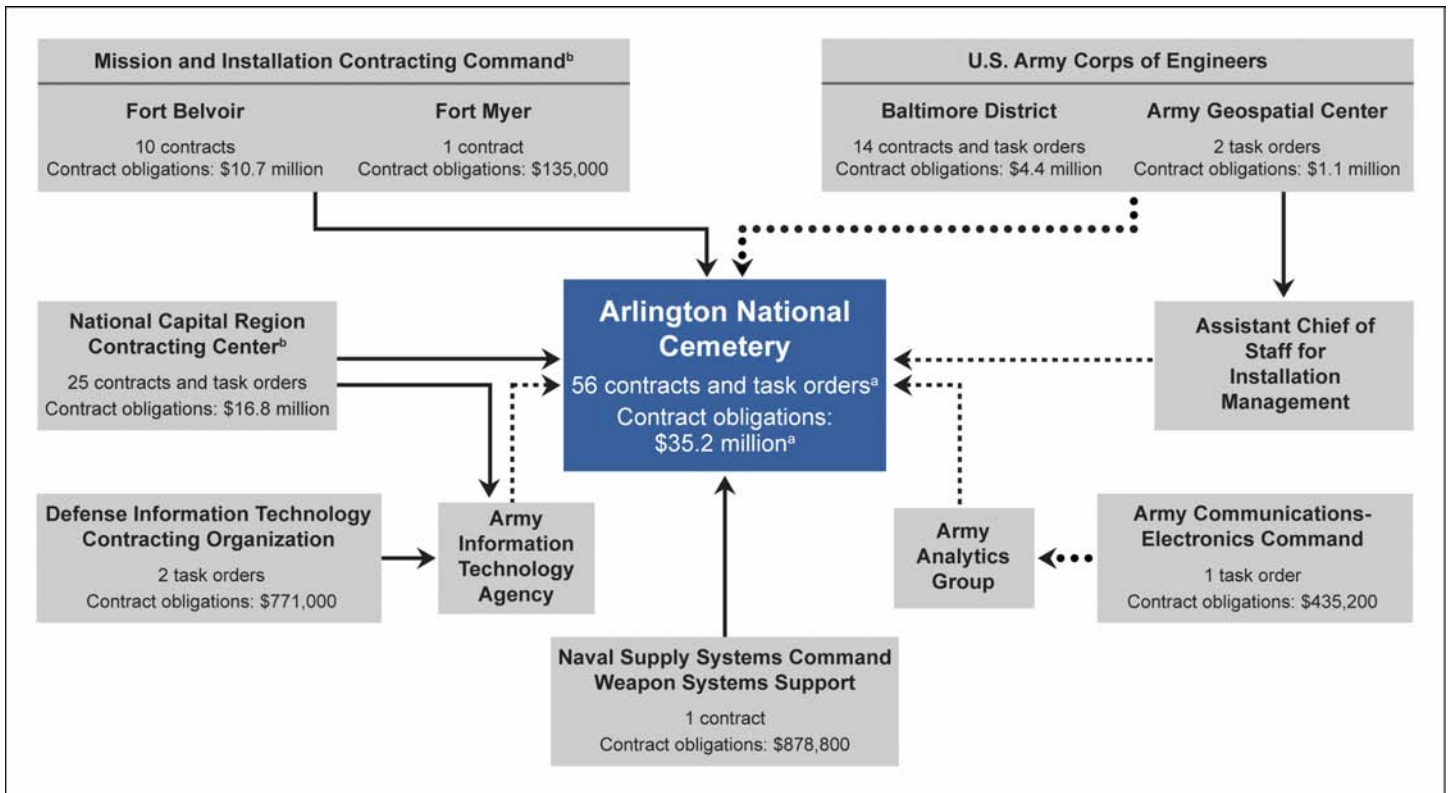 Mission and Installation Contracting Commandᵇ
Fort Belvoir
10 contracts
Contract obligations: $10.7 million
Fort Myer
1 contract
Contract obligations: $135,000
U.S. Army Corps of Engineers
Baltimore District
14 contracts and task orders
Contract obligations: $4.4 million
Army Geospatial Center
2 task orders
Contract obligations: $1.1 million
National Capital Region
Contracting Centerᵇ
25 contracts and task orders
Contract obligations: $16.8 million
Arlington National
Cemetery
56 contracts and task ordersᵃ
Contract obligations:
$35.2 millionᵃ
Assistant Chief of
Staff for
Installation
Management
Defense Information Technology
Contracting Organization
2 task orders
Contract obligations: $771,000
Army
Information
Technology
Agency
Army
Analytics
Group
Army Communications-
Electronics Command
1 task order
Contract obligations: $435,200
Naval Supply Systems Command
Weapon Systems Support
1 contract
Contract obligations: $878,800